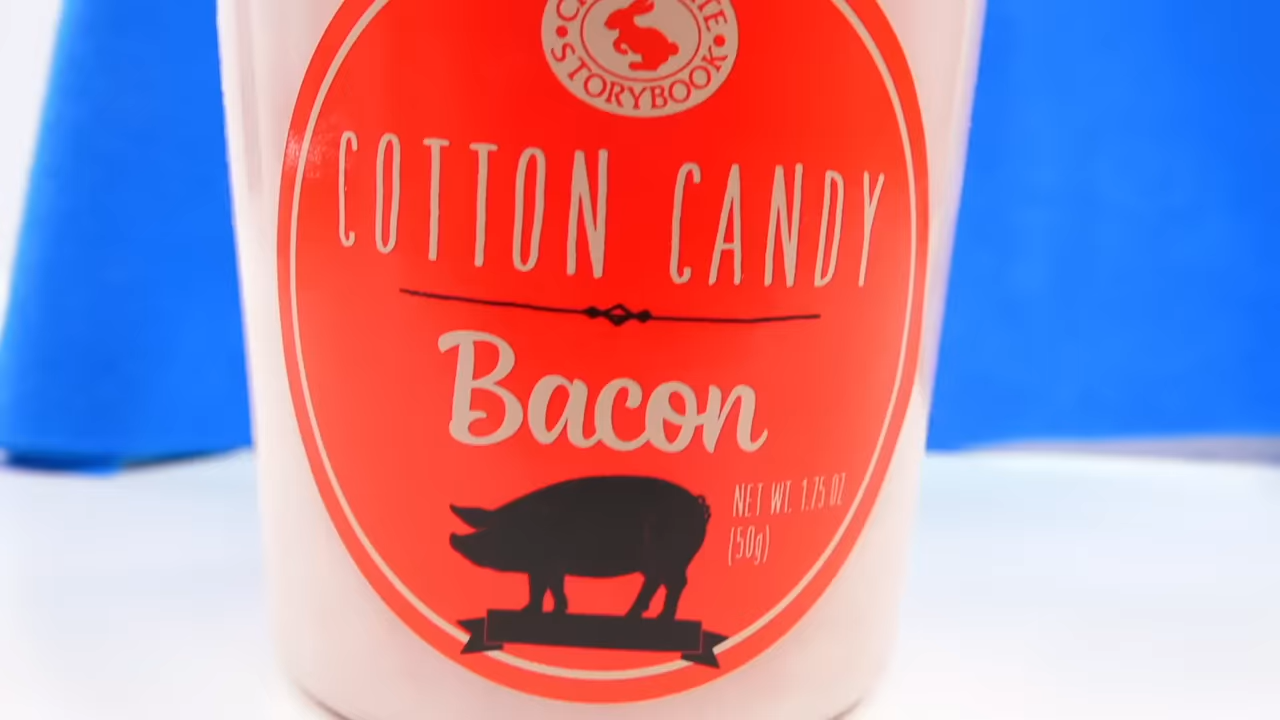 STORYBOOK
COTTON CANDY
Bacon
NET WT. 1.75 OZ
(50g)